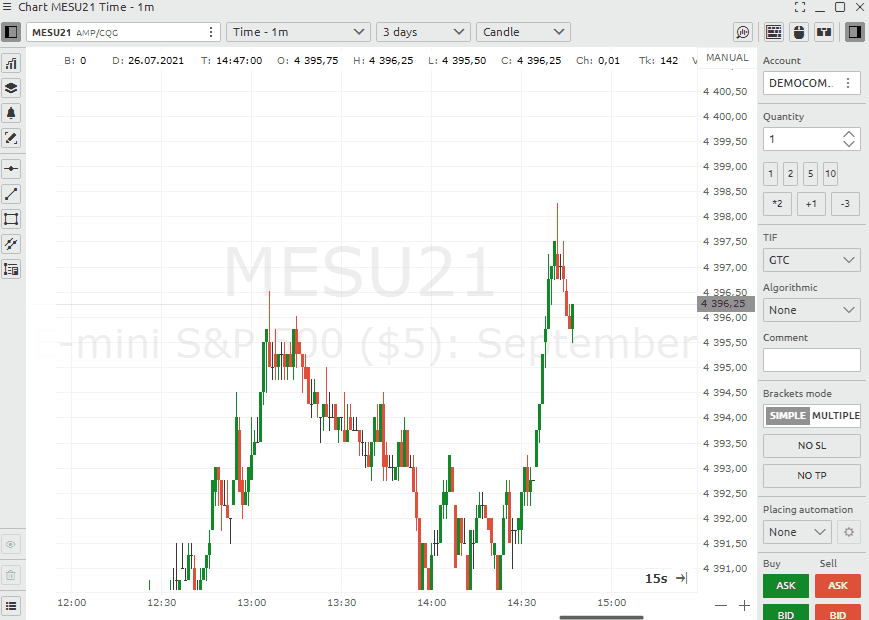 Chart MESU21 Time - 1m
MESU21 AMP/CQG
Time - 1m
3 days
Candle
B: 0 D: 26.07.2021 T: 14:47:00 O: 4 395,75 H: 4 396,25 L: 4 395,50 C: 4 396,25 Ch: 0,01 Tk: 142
MANUAL
4 400,50
4 400,00
4 399,50
4 399,00
4 398,50
4 398,00
4 397,50
4 397,00
4 396,50
4 396,25
4 396,00
4 395,50
4 395,00
4 394,50
4 394,00
4 393,50
4 393,00
4 392,50
4 392,00
4 391,50
4 391,00
MESU21
-mini S&P 500 ($5): September
15s
12:00 12:30 13:00 13:30 14:00 14:30 15:00
Account
DEMOCOM...
Quantity
1
1 2 5 10
*2 +1 -3
TIF
GTC
Algorithmic
None
Comment
Brackets mode
SIMPLE MULTIPLE
NO SL
NO TP
Placing automation
None
Buy Sell
ASK ASK
BID BID